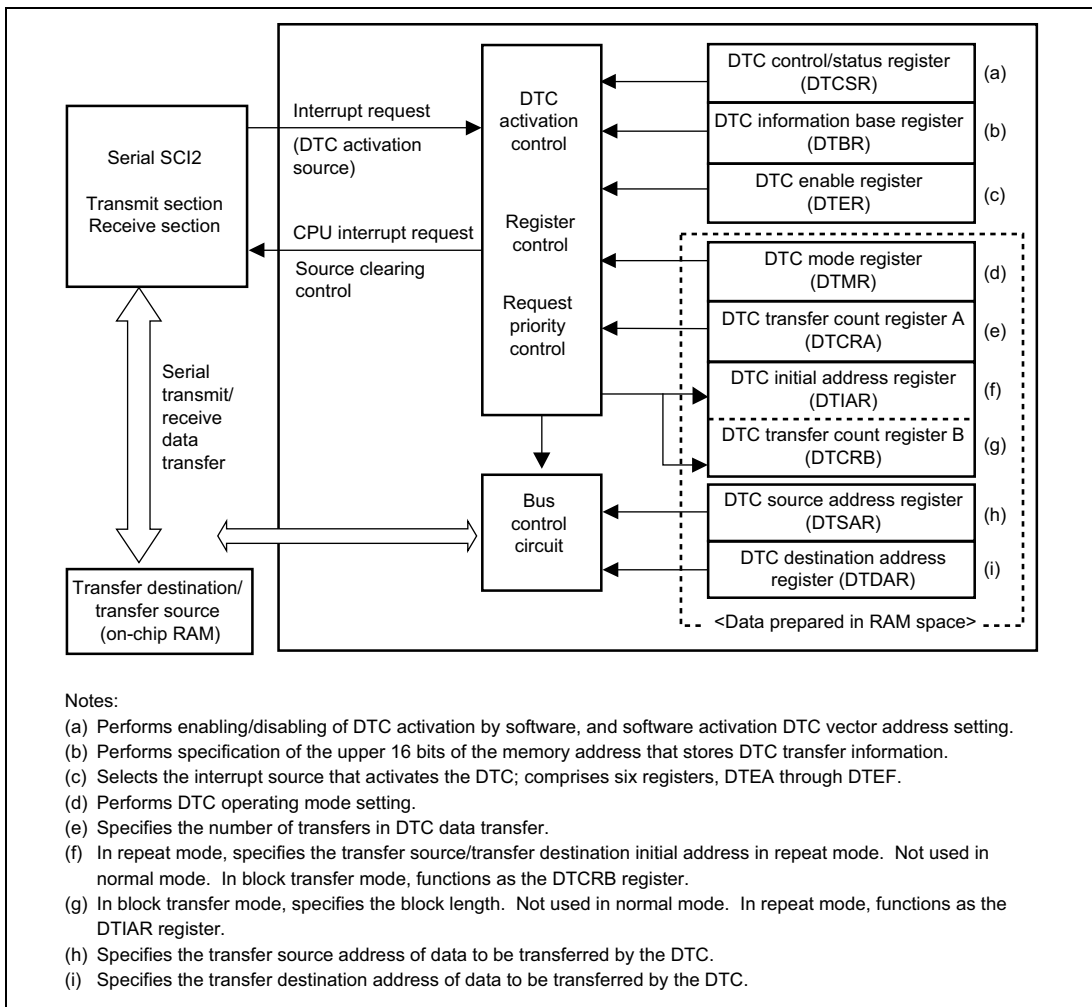 Serial SCI2
Transmit section
Receive section
Interrupt request
(DTC activation
source)
CPU interrupt request
Source clearing
control
DTC
activation
control
Register
control
Request
priority
control
DTC control/status register
(DTCSR)
(a)
DTC information base register
(DTBR)
(b)
DTC enable register
(DTER)
(c)
DTC mode register
(DTMR)
(d)
DTC transfer count register A
(DTCRA)
(e)
DTC initial address register
(DTIAR)
(f)
DTC transfer count register B
(DTCRB)
(g)
DTC source address register
(DTSAR)
(h)
DTC destination address
register (DTDAR)
(i)
<Data prepared in RAM space>
Serial
transmit/
receive
data
transfer
Bus
control
circuit
Transfer destination/
transfer source
(on-chip RAM)
Notes:
(a) Performs enabling/disabling of DTC activation by software, and software activation DTC vector address setting.
(b) Performs specification of the upper 16 bits of the memory address that stores DTC transfer information.
(c) Selects the interrupt source that activates the DTC; comprises six registers, DTEA through DTEF.
(d) Performs DTC operating mode setting.
(e) Specifies the number of transfers in DTC data transfer.
(f) In repeat mode, specifies the transfer source/transfer destination initial address in repeat mode. Not used in
normal mode. In block transfer mode, functions as the DTCRB register.
(g) In block transfer mode, specifies the block length. Not used in normal mode. In repeat mode, functions as the
DTIAR register.
(h) Specifies the transfer source address of data to be transferred by the DTC.
(i) Specifies the transfer destination address of data to be transferred by the DTC.